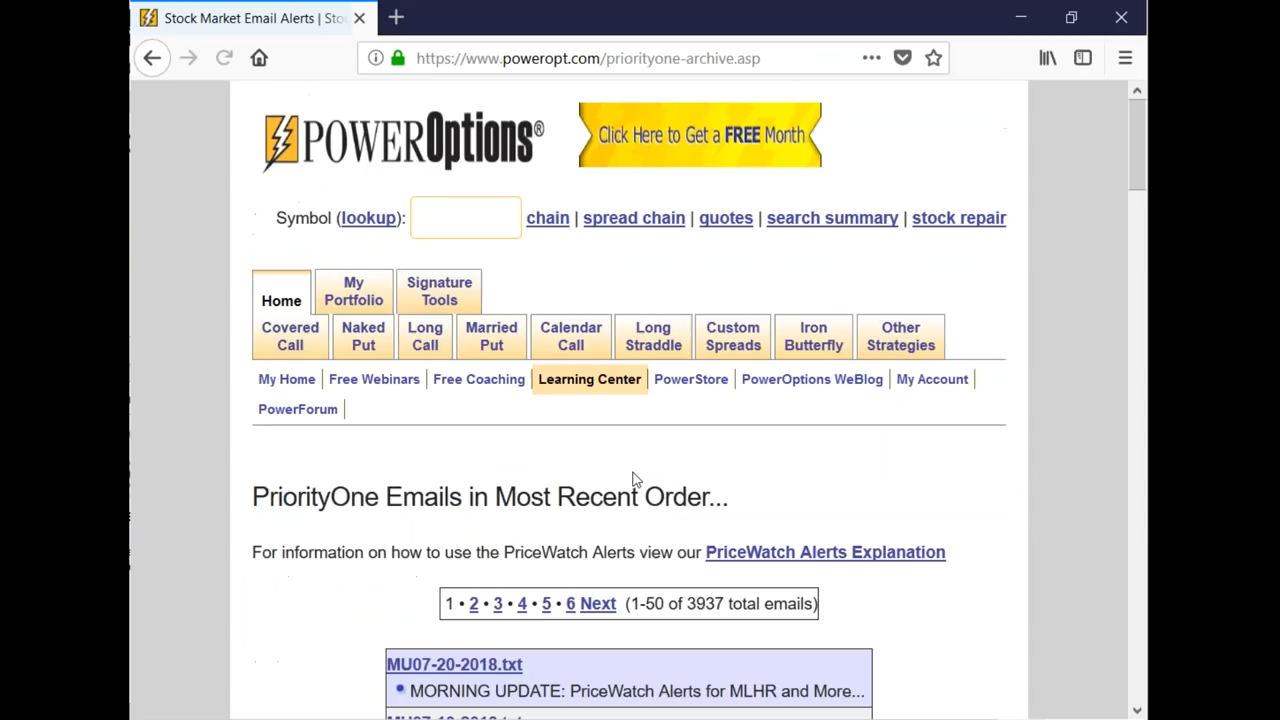 Stock Market Email Alerts | Sto
https://www.poweropt.com/priorityone-archive.asp
POWEROptions®
Click Here to Get a FREE Month
Symbol (lookup): chain | spread chain | quotes | search summary | stock repair
Home
My Portfolio
Signature Tools
Covered Call
Naked Put
Long Call
Married Put
Calendar Call
Long Straddle
Custom Spreads
Iron Butterfly
Other Strategies
My Home | Free Webinars | Free Coaching | Learning Center | PowerStore | PowerOptions WeBlog | My Account |
PowerForum |
PriorityOne Emails in Most Recent Order...
For information on how to use the PriceWatch Alerts view our PriceWatch Alerts Explanation
1 • 2 • 3 • 4 • 5 • 6 Next (1-50 of 3937 total emails)
MU07-20-2018.txt
• MORNING UPDATE: PriceWatch Alerts for MLHR and More...